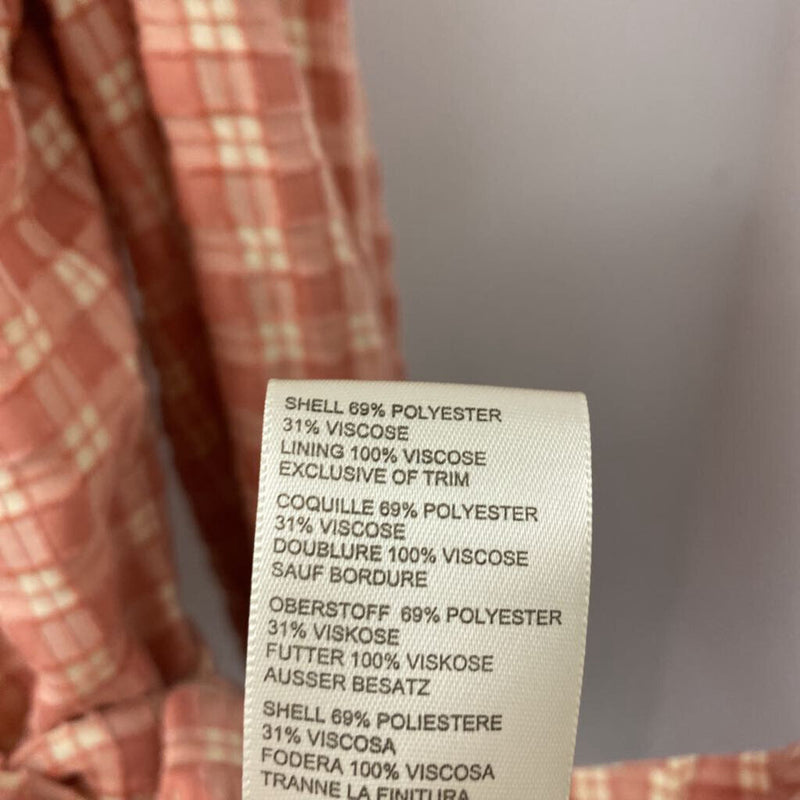 SHELL 69% POLYESTER
31% VISCOSE
LINING 100% VISCOSE
EXCLUSIVE OF TRIM
COQUILLE 69% POLYESTER
31% VISCOSE
DOUBLURE 100% VISCOSE
SAUF BORDURE
OBERSTOFF 69% POLYESTER
31% VISKOSE
FUTTER 100% VISKOSE
AUSSER BESATZ
SHELL 69% POLIESTERE
31% VISCOSA
FODERA 100% VISCOSA
TRANNE LA FINITURA